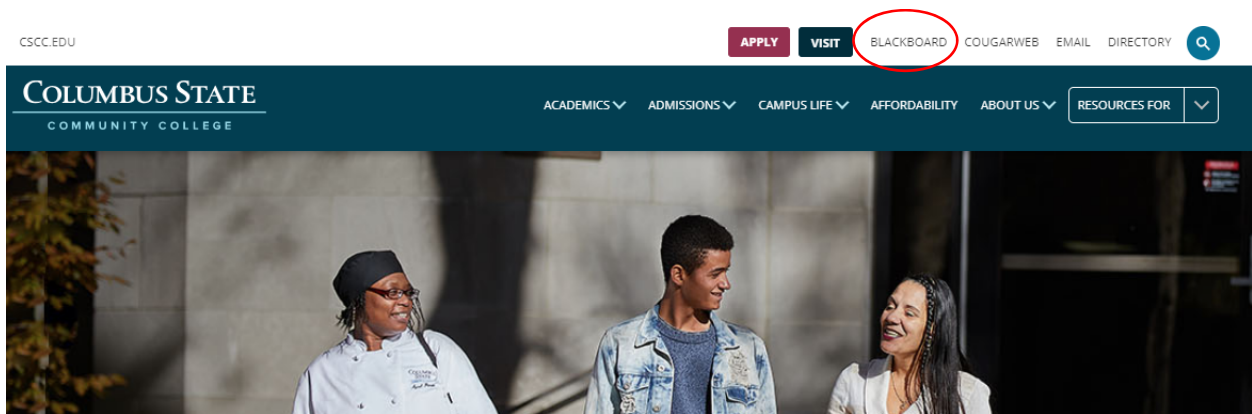 CSCC.EDU APPLY VISIT BLACKBOARD COUGARWEB EMAIL DIRECTORY
COLUMBUS STATE
COMMUNITY COLLEGE
ACADEMICS ADMISSIONS CAMPUS LIFE AFFORDABILITY ABOUT US RESOURCES FOR